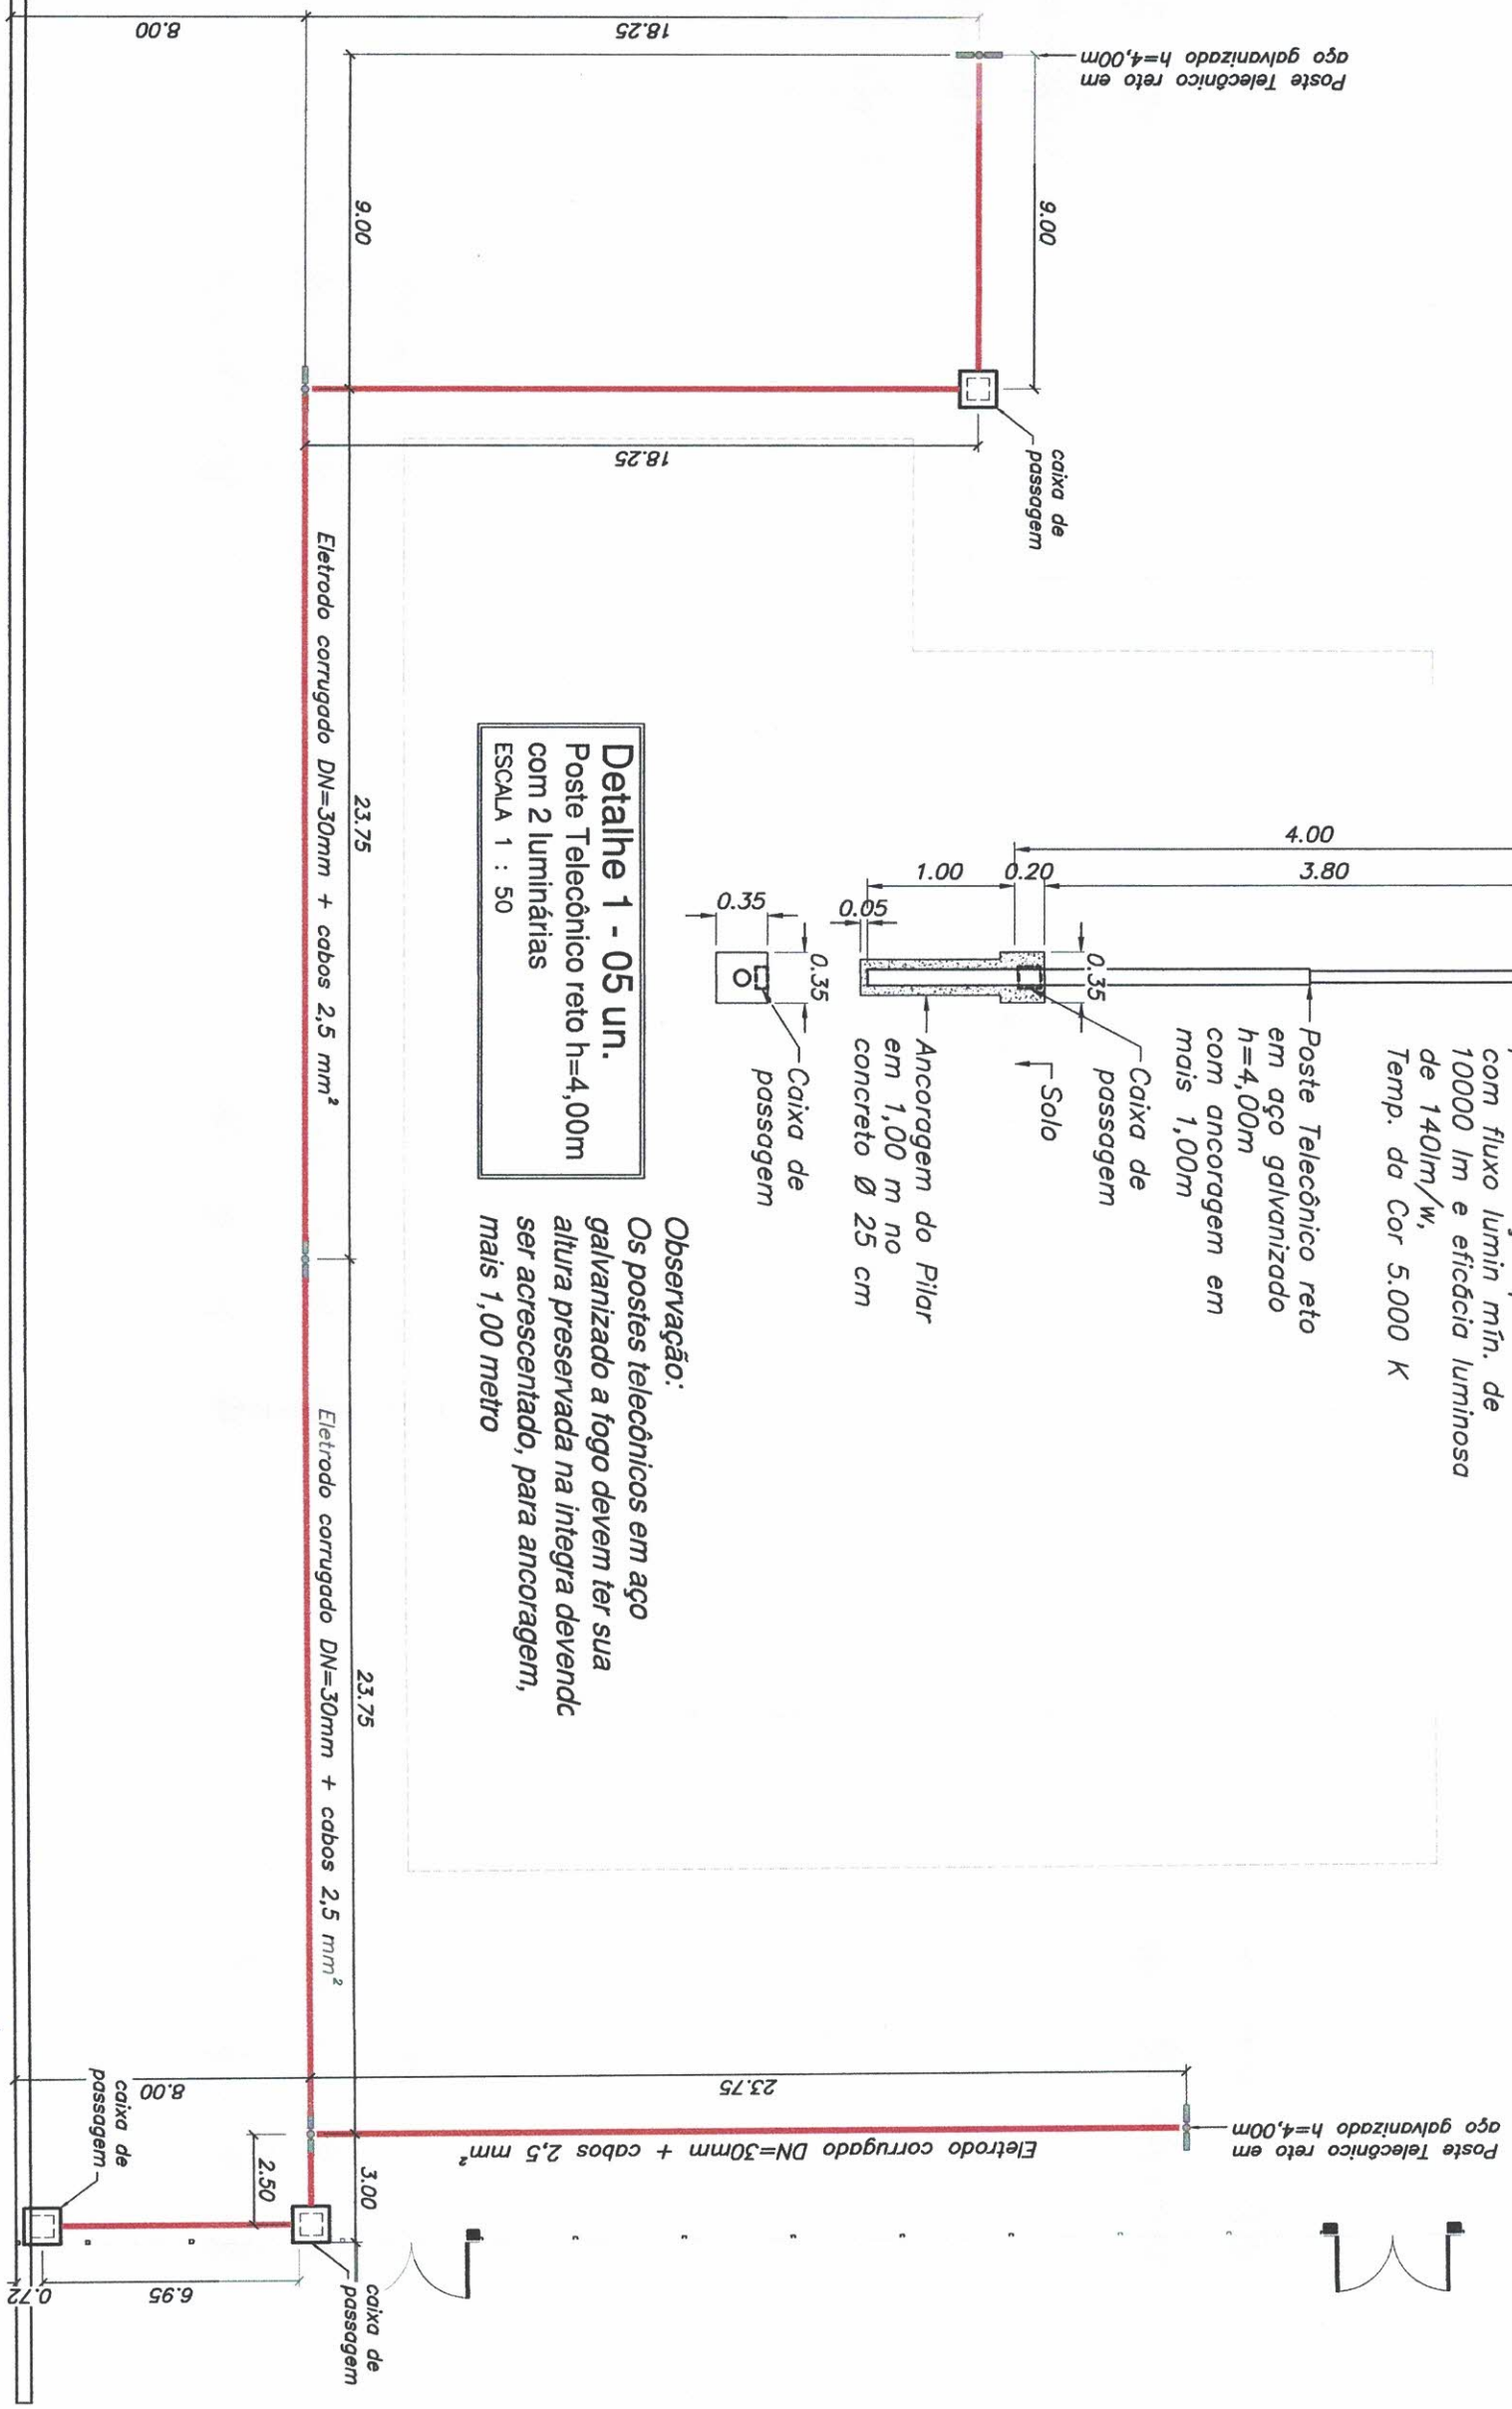 8.00
18.25
Poste Telecônico reto em
aço galvanizado h=4,00m
9.00
9.00
caixa de
passagem
18.25
Eletrodo corrugado DN=30mm + cabos 2,5 mm²
23.75
com fluxo lumin mín. de
10000 lm e eficácia luminosa
de 140lm/w,
Temp. da Cor 5.000 K
Poste Telecônico reto
em aço galvanizado
h=4,00m
com ancoragem em
mais 1,00m
4.00
3.80
1.00
0.20
0.05
0.35
0.35
0.35
Caixa de
passagem
Solo
Ancoragem do Pilar
em 1,00 m no
concreto Ø 25 cm
Caixa de
passagem
Detalhe 1 - 05 un.
Poste Telecônico reto h=4,00m
com 2 luminárias
ESCALA 1 : 50
Observação:
Os postes telecônicos em aço
galvanizado a fogo devem ter sua
altura preservada na integra devendc
ser acrescentado, para ancoragem,
mais 1,00 metro
23.75
Eletrodo corrugado DN=30mm + cabos 2,5 mm²
Poste Telecônico reto em
aço galvanizado h=4,00m
23.75
Eletrodo corrugado DN=30mm + cabos 2,5 mm²
8.00
caixa de
passagem
2.50
3.00
caixa de
passagem
6.95
0.72